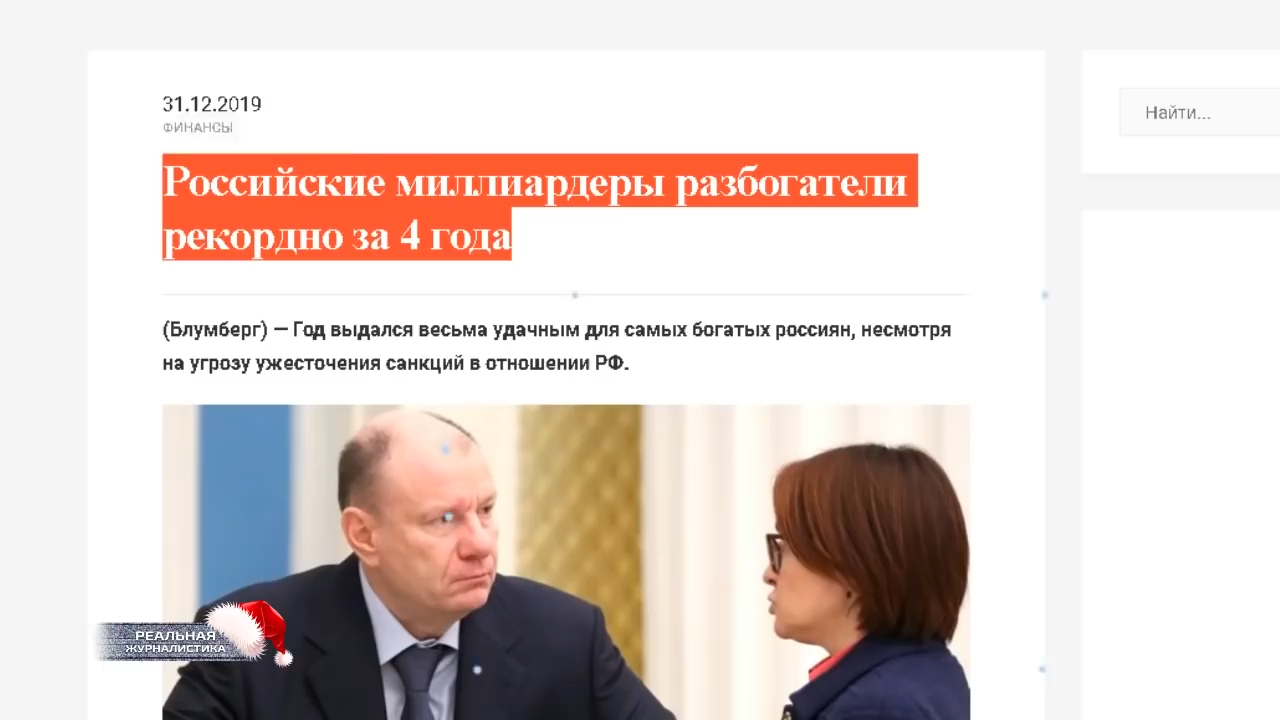 31.12.2019
ФИНАНСЫ
Найти...
Российские миллиардеры разбогатели
рекордно за 4 года
(Блумберг) — Год выдался весьма удачным для самых богатых россиян, несмотря
на угрозу ужесточения санкций в отношении РФ.
РЕАЛЬНАЯ
ЖУРНАЛИСТИКА